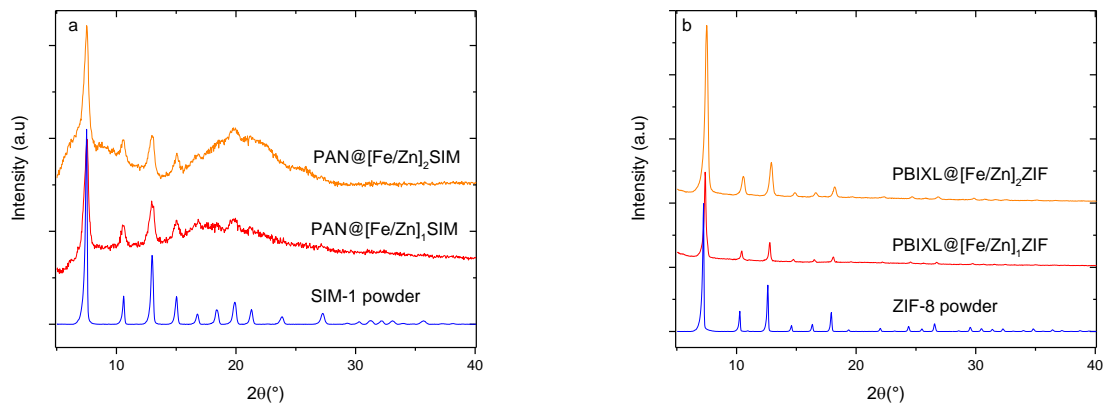 a
Intensity (a.u)
PAN@[Fe/Zn]₂SIM
PAN@[Fe/Zn]₁SIM
SIM-1 powder
10 20 30 40
2θ(°)
b
Intensity (a.u)
PBIXL@[Fe/Zn]₂ZIF
PBIXL@[Fe/Zn]₁ZIF
ZIF-8 powder
10 20 30 40
2θ(°)